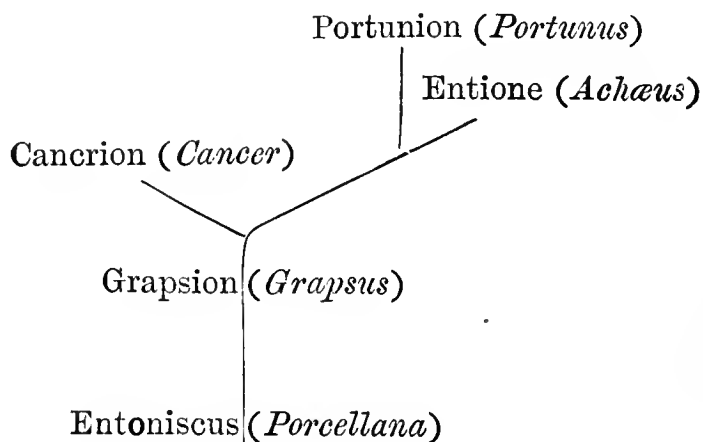 Portunion (Portunus)
Entione (Achæus)
Cancrion (Cancer)
Grapsion (Grapsus)
Entoniscus (Porcellana)